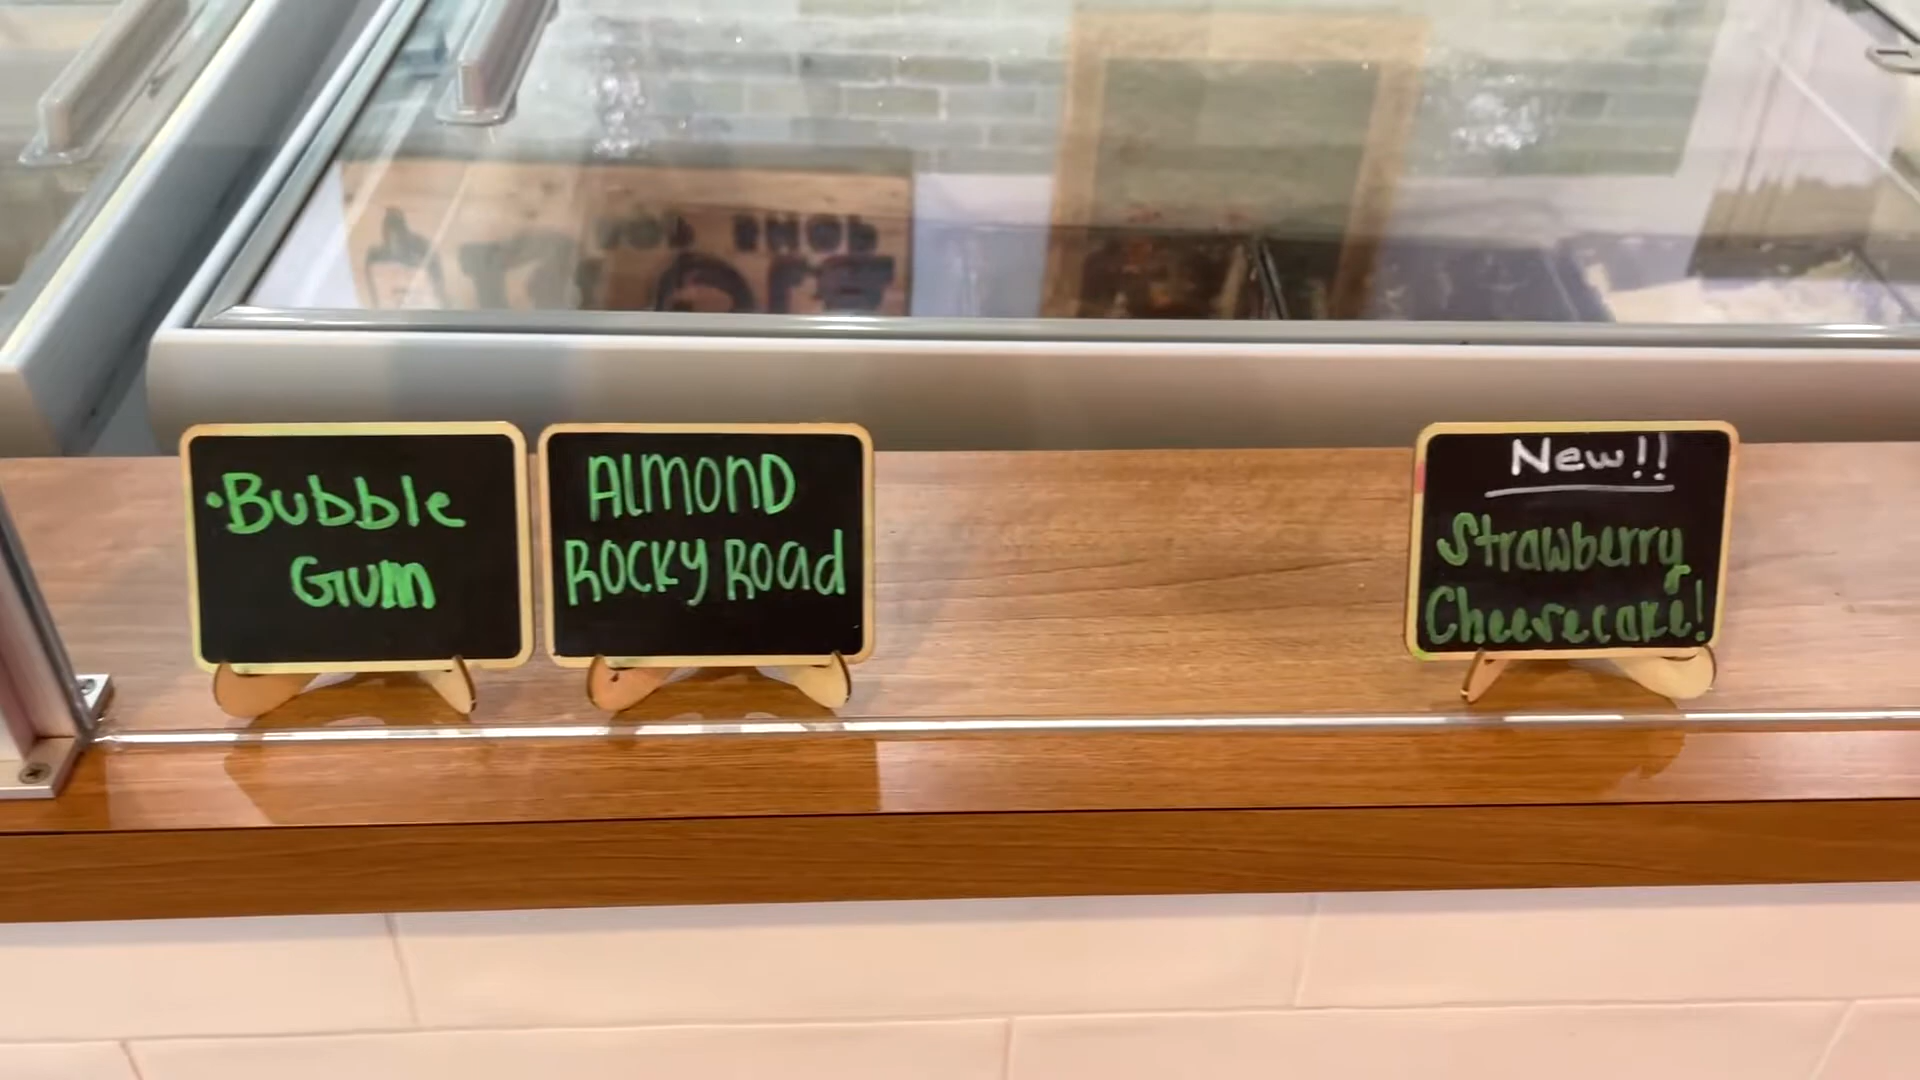 ·Bubble
Gum
ALMOND
ROCKY ROAD
New!!
Strawberry
Cheesecake!